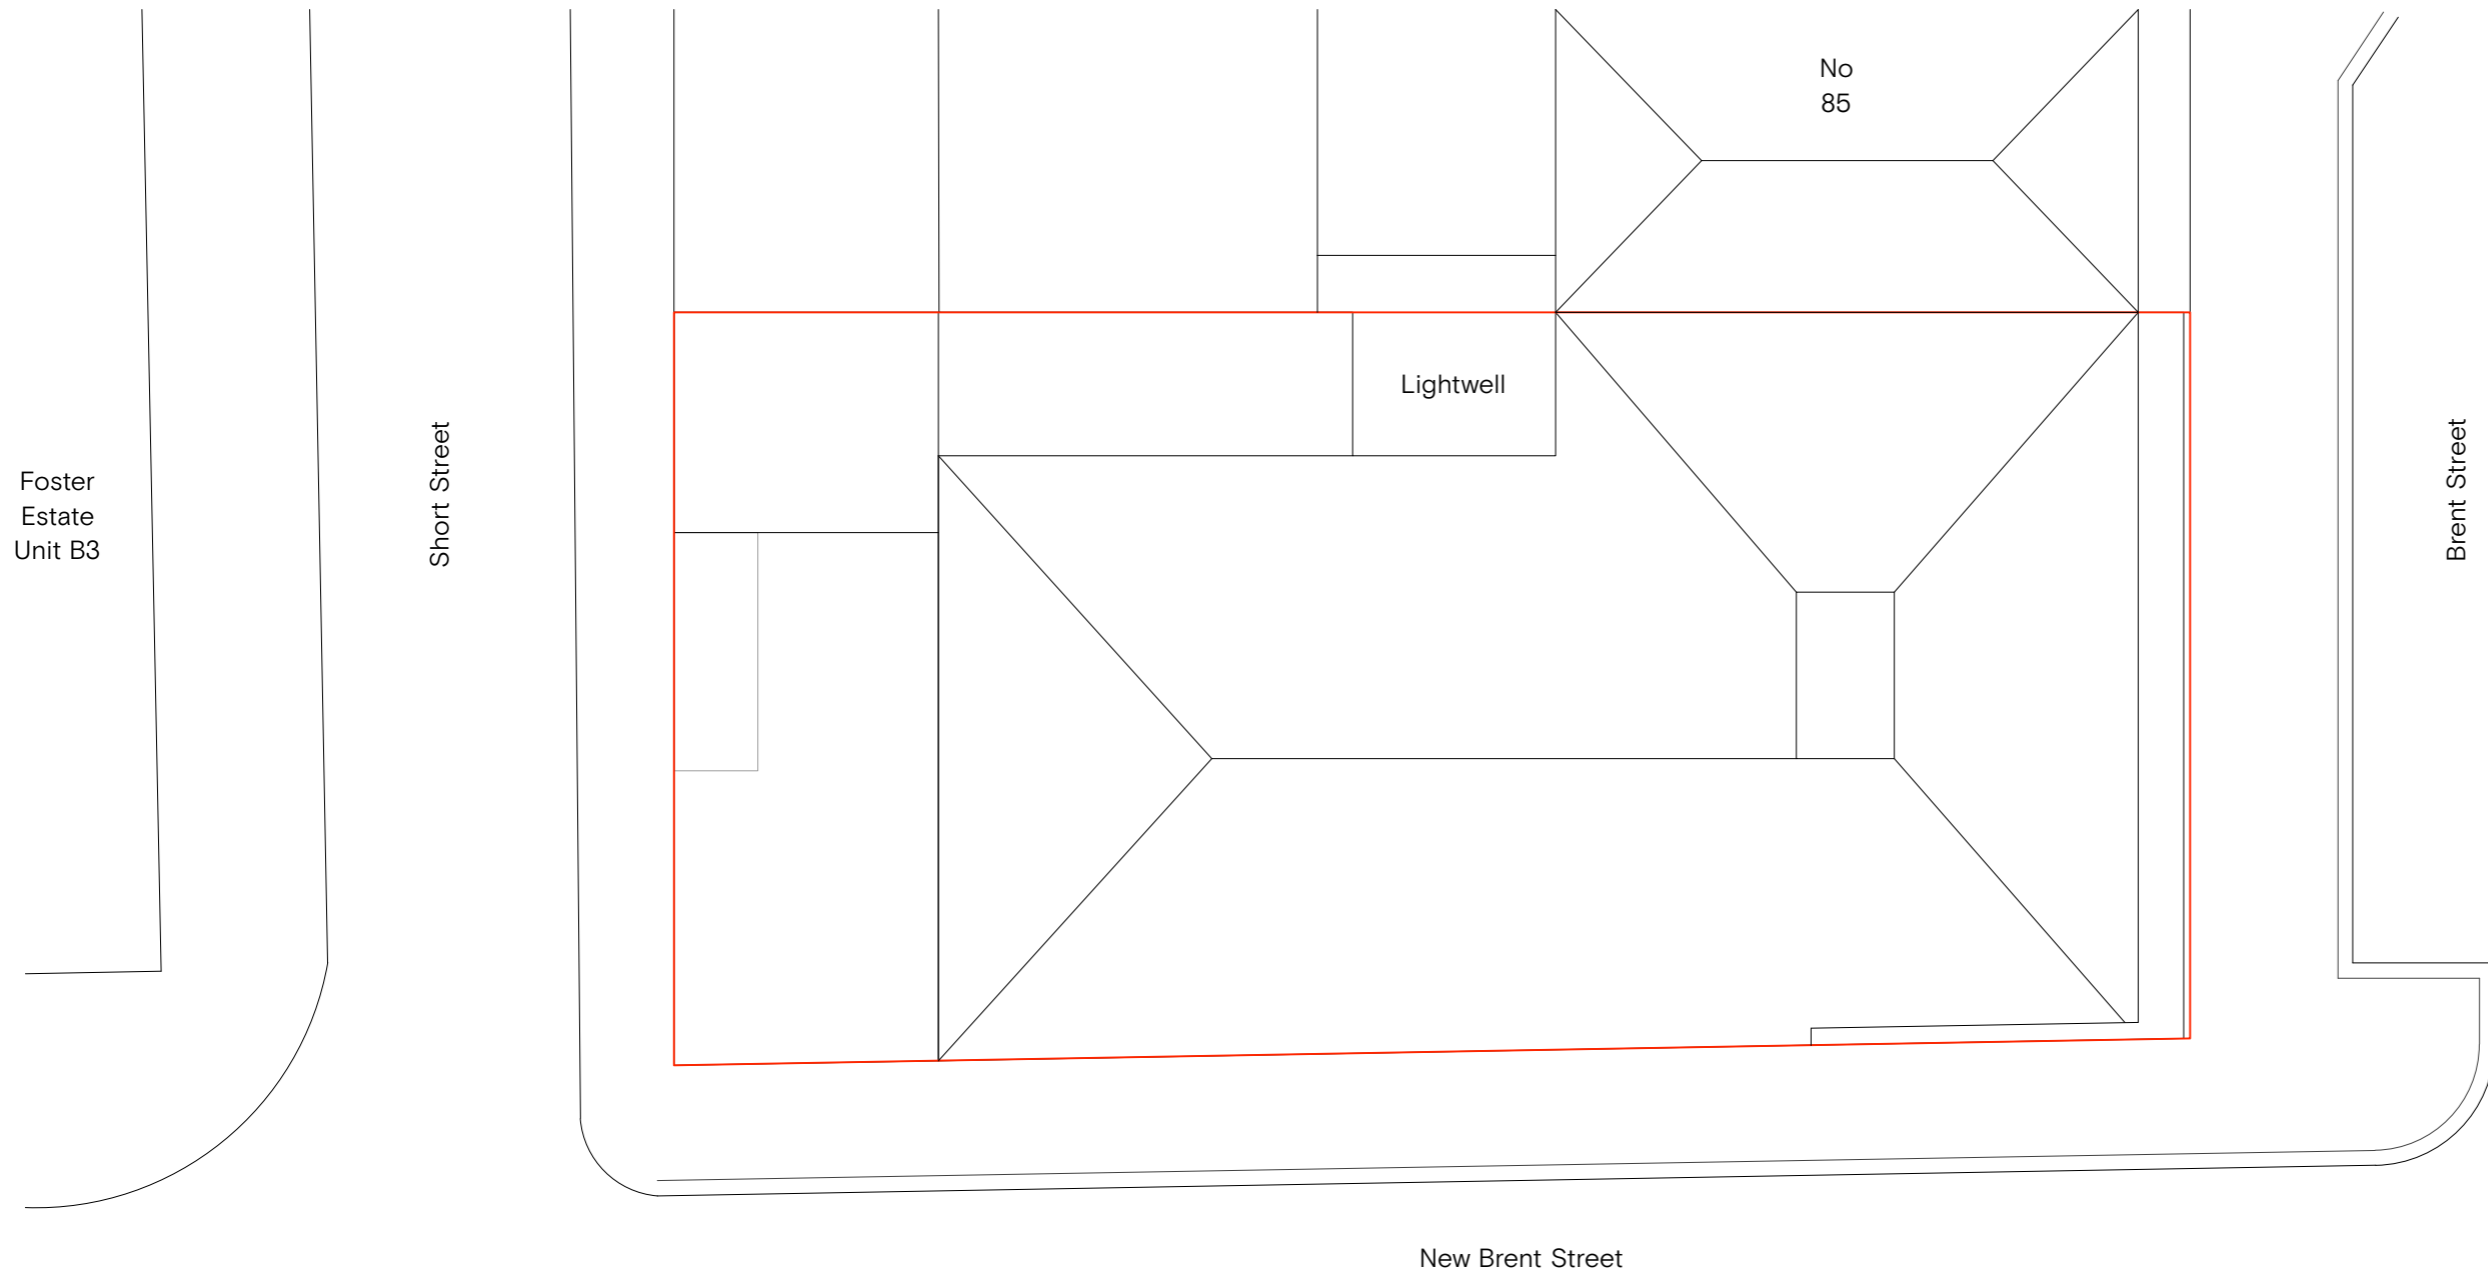 No
85
Lightwell
Foster
Estate
Unit B3
Short Street
Brent Street
New Brent Street